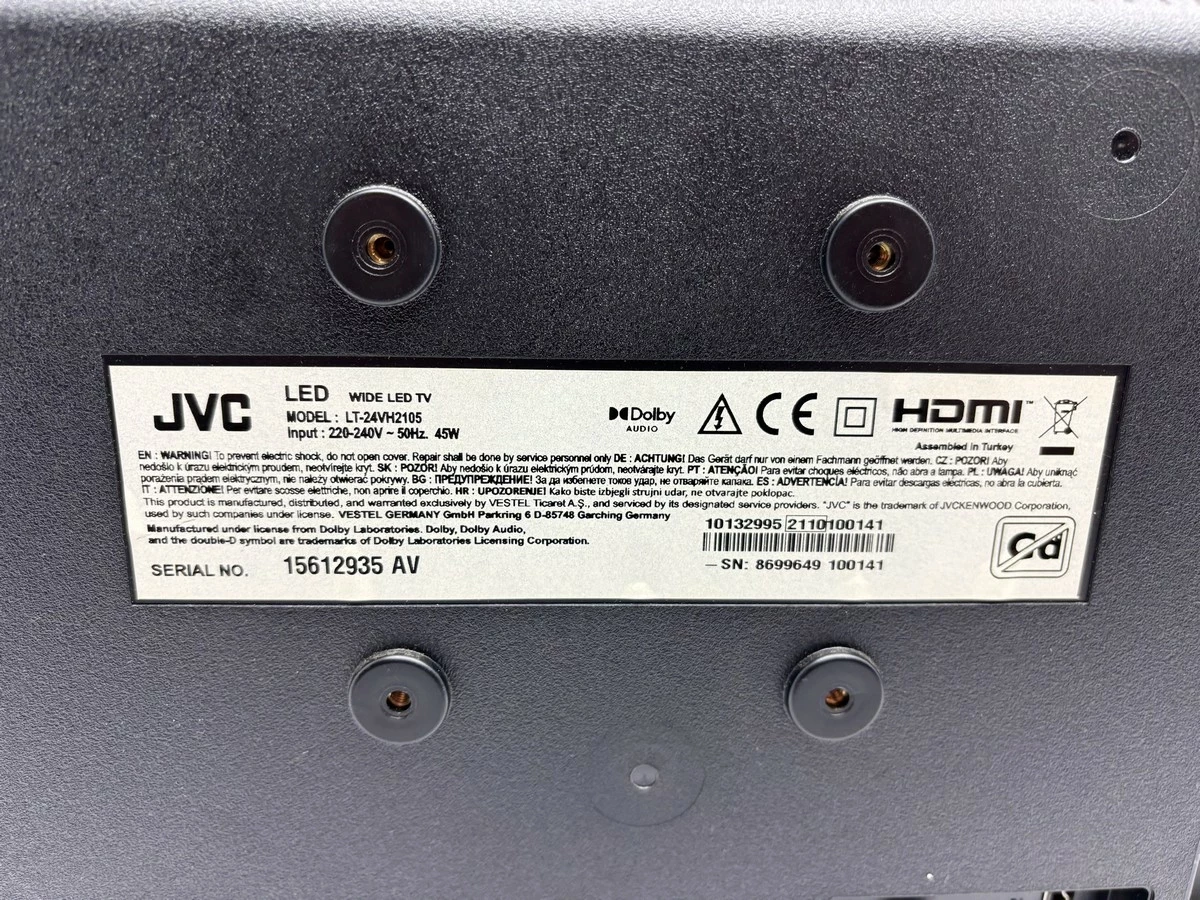 JVC
LED WIDE LED TV
MODEL : LT-24VH2105
Input : 220-240V ~ 50Hz. 45W
Dolby
AUDIO
CE
HDMI™
HIGH DEFINITION MULTIMEDIA INTERFACE
Assembled in Turkey
EN : WARNING! To prevent electric shock, do not open cover. Repair shall be done by service personnel only DE : ACHTUNG! Das Gerät darf nur von einem Fachmann geöffnet werden. CZ : POZOR! Aby
nedošlo k úrazu elektrickým proudem, neotvírejte kryt. SK : POZOR! Aby nedošlo k úrazu elektrickým prúdom, neotvárajte kryt. PT : ATENÇÃO! Para evitar choques eléctricos, não abra a tampa. PL : UWAGA! Aby uniknąć
porażenia prądem elektrycznym, nie należy otwierać pokrywy. BG : ПРЕДУПРЕЖДЕНИЕ! За да избегнете токов удар, не отваряйте капака. ES : ADVERTENCIA! Para evitar descargas eléctricas, no abra la cubierta.
IT : ATTENZIONE! Per evitare scosse elettriche, non aprire il coperchio. HR : UPOZORENJE! Kako biste izbjegli strujni udar, ne otvarajte poklopac.
This product is manufactured, distributed, and warranted exclusively by VESTEL Ticaret A.Ş., and serviced by its designated service providers. "JVC" is the trademark of JVCKENWOOD Corporation,
used by such companies under license. VESTEL GERMANY GmbH Parkring 6 D-85748 Garching Germany
Manufactured under license from Dolby Laboratories. Dolby, Dolby Audio,
and the double-D symbol are trademarks of Dolby Laboratories Licensing Corporation.
10132995 2110100141
SERIAL NO. 15612935 AV
–SN: 8699649 100141
Cd